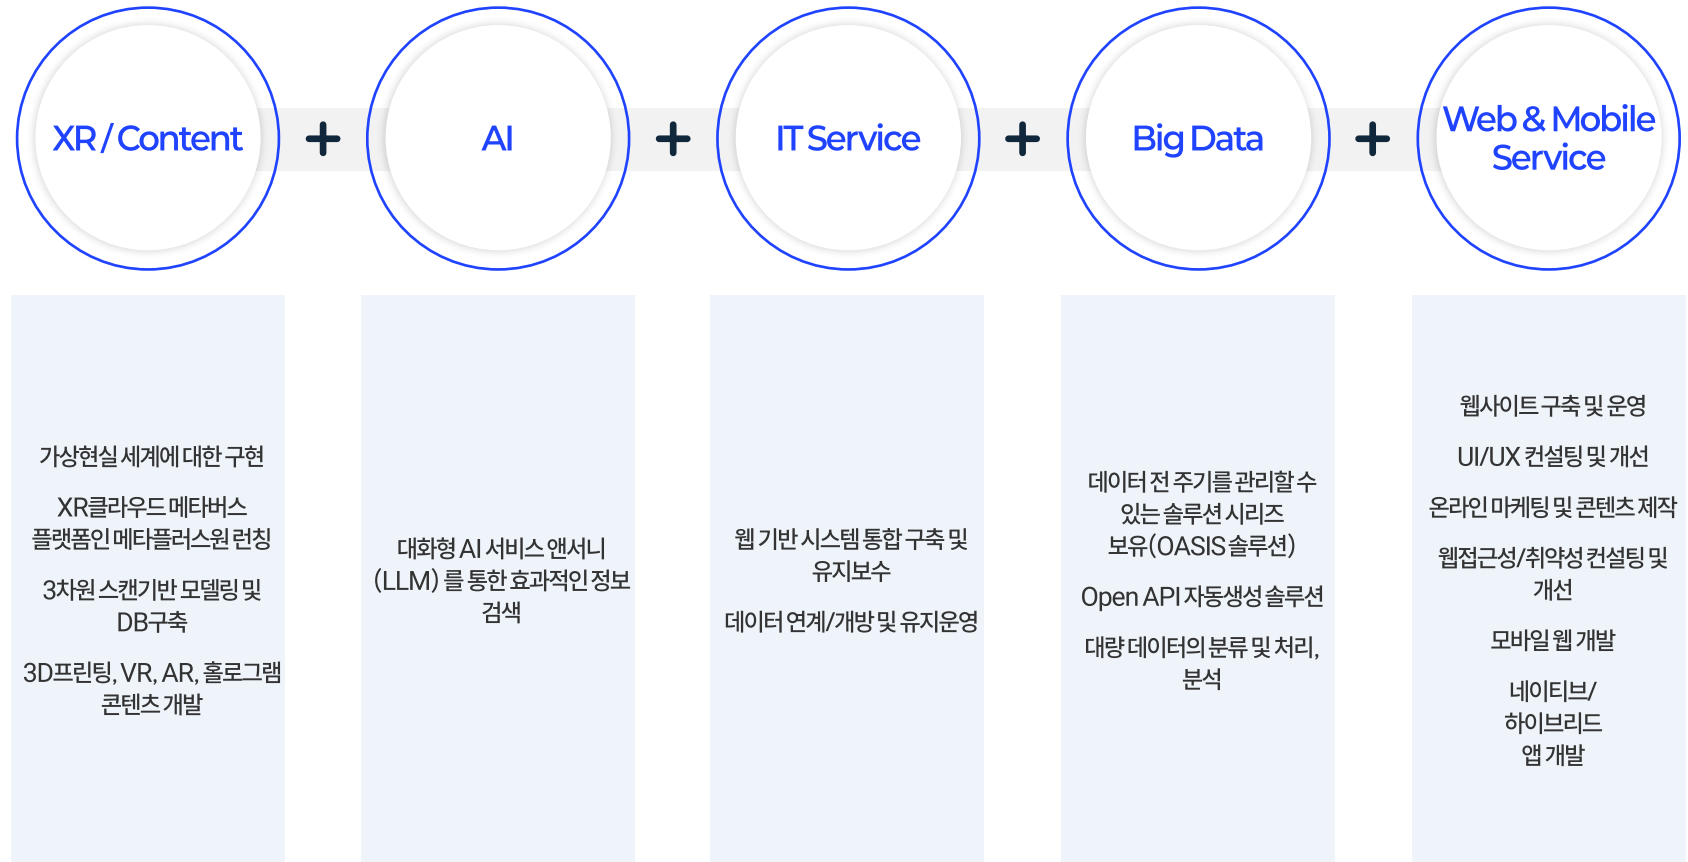 XR / Content
+
AI
+
IT Service
+
Big Data
+
Web & Mobile
Service
가상현실 세계에 대한 구현
XR클라우드 메타버스
플랫폼인 메타플러스원 런칭
3차원 스캔기반 모델링 및
DB구축
3D프린팅, VR, AR, 홀로그램
콘텐츠 개발
대화형 AI 서비스 앤서니
(LLM) 를 통한 효과적인 정보
검색
웹 기반 시스템 통합 구축 및
유지보수
데이터 연계/개방 및 유지운영
데이터 전 주기를 관리할 수
있는 솔루션 시리즈
보유(OASIS 솔루션)
Open API 자동생성 솔루션
대량 데이터의 분류 및 처리,
분석
웹사이트 구축 및 운영
UI/UX 컨설팅 및 개선
온라인 마케팅 및 콘텐츠 제작
웹접근성/취약성 컨설팅 및
개선
모바일 웹 개발
네이티브/
하이브리드
앱 개발